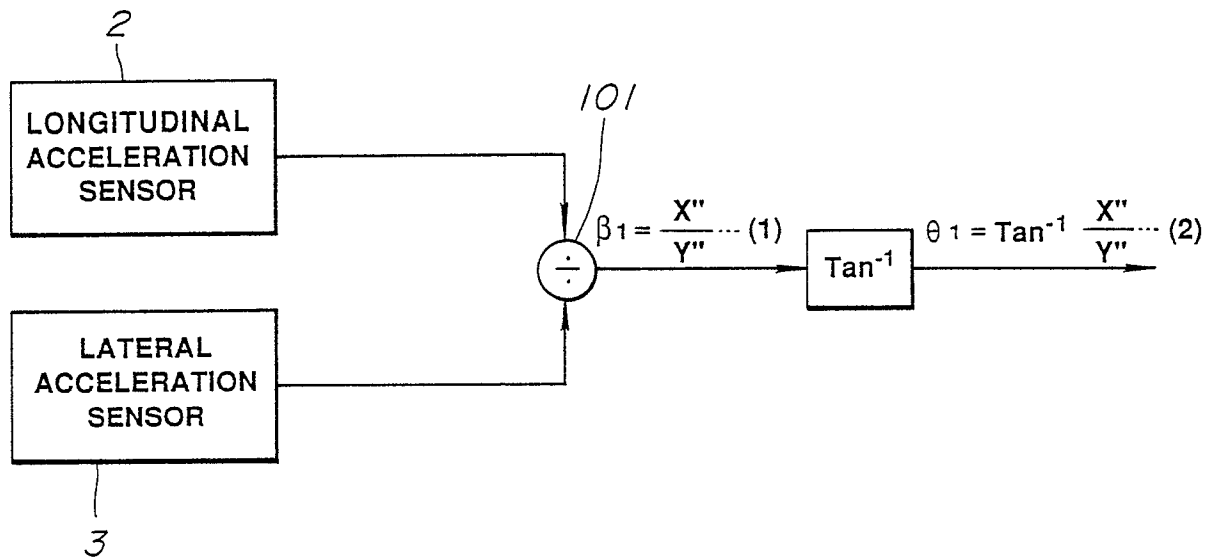 2
LONGITUDINAL
ACCELERATION
SENSOR
101
÷
β1 = X'' / Y'' ··· (1)
Tan⁻¹
θ1 = Tan⁻¹ X'' / Y'' ··· (2)
LATERAL
ACCELERATION
SENSOR
3